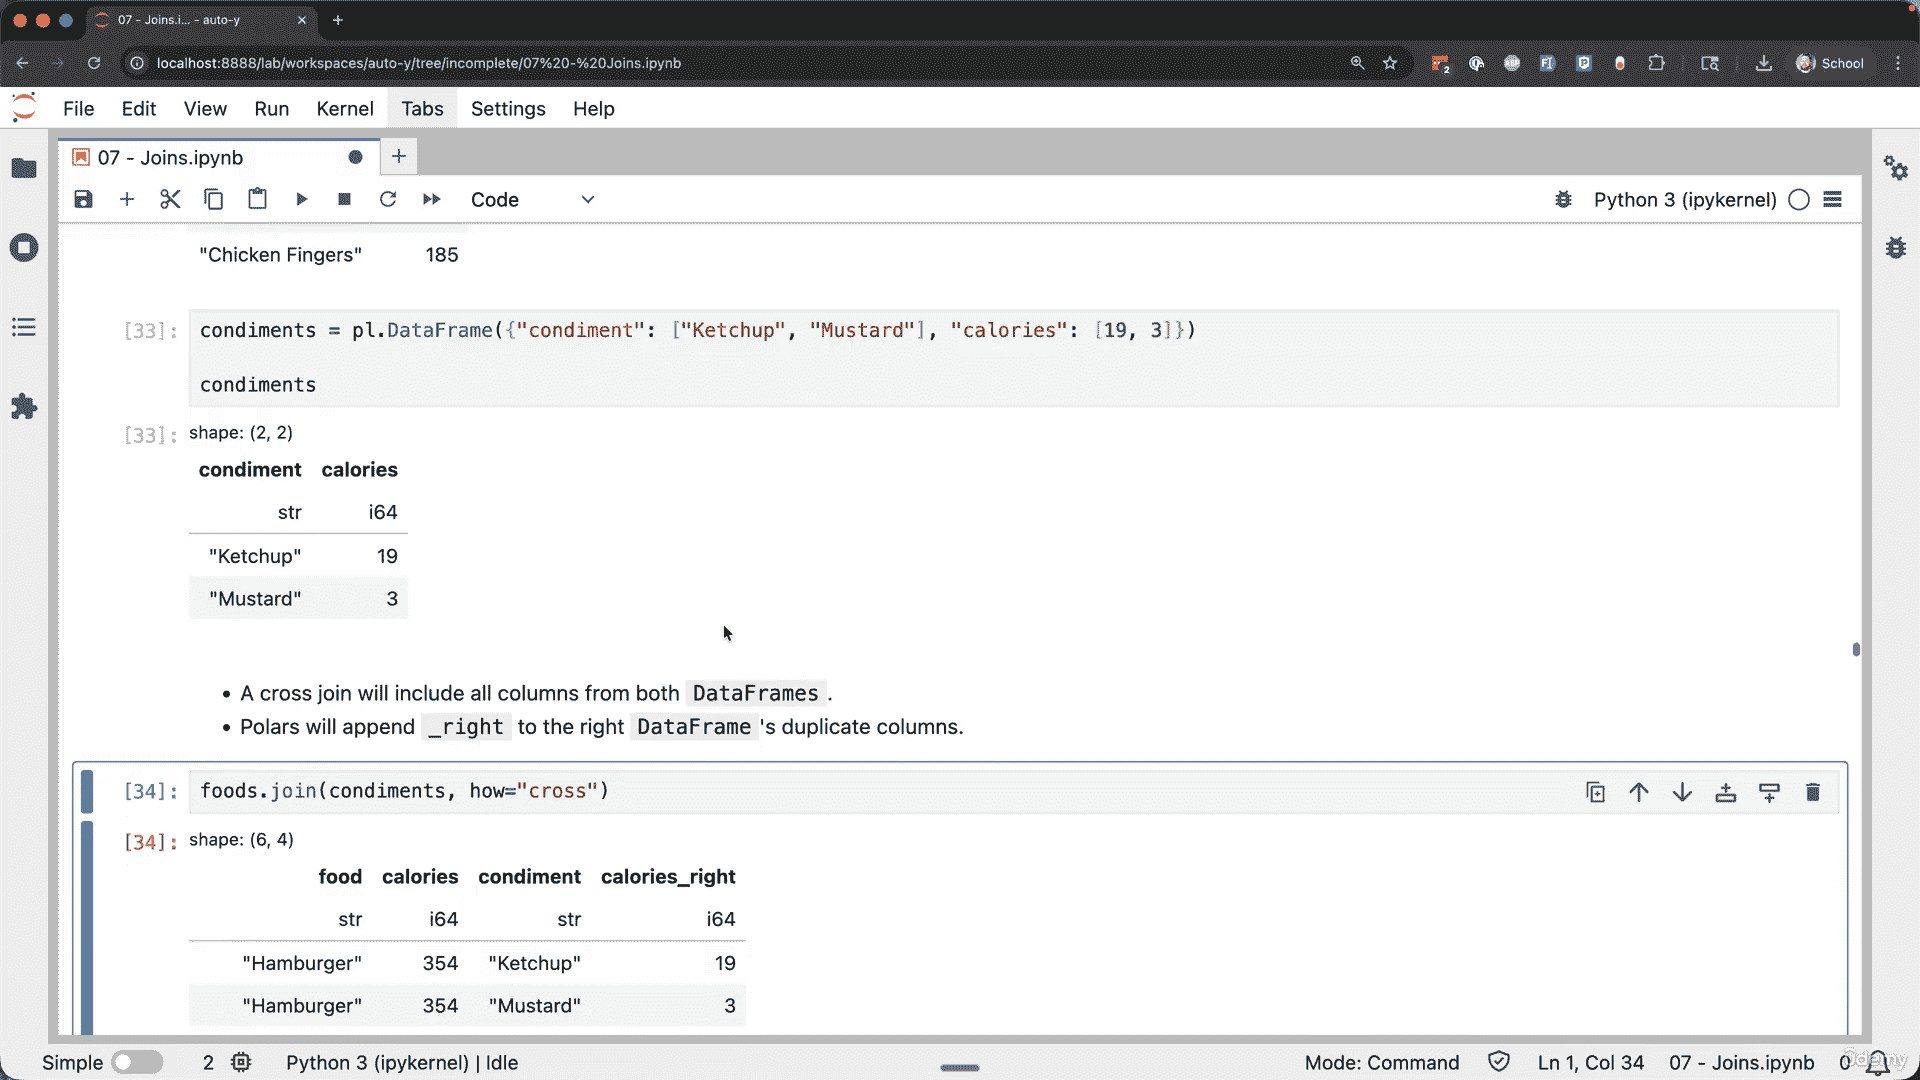 07 - Joins.i... - auto-y
localhost:8888/lab/workspaces/auto-y/tree/incomplete/07%20-%20Joins.ipynb
2
ABP
School
File Edit View Run Kernel Tabs Settings Help
07 - Joins.ipynb
Code
Python 3 (ipykernel)
"Chicken Fingers" 185
[33]: condiments = pl.DataFrame({"condiment": ["Ketchup", "Mustard"], "calories": [19, 3]})
condiments
[33]: shape: (2, 2)
condiment calories
str i64
"Ketchup" 19
"Mustard" 3
• A cross join will include all columns from both DataFrames .
• Polars will append _right to the right DataFrame 's duplicate columns.
[34]: foods.join(condiments, how="cross")
[34]: shape: (6, 4)
food calories condiment calories_right
str i64 str i64
"Hamburger" 354 "Ketchup" 19
"Hamburger" 354 "Mustard" 3
Simple 2 Python 3 (ipykernel) | Idle Mode: Command Ln 1, Col 34 07 - Joins.ipynb 0
udemy